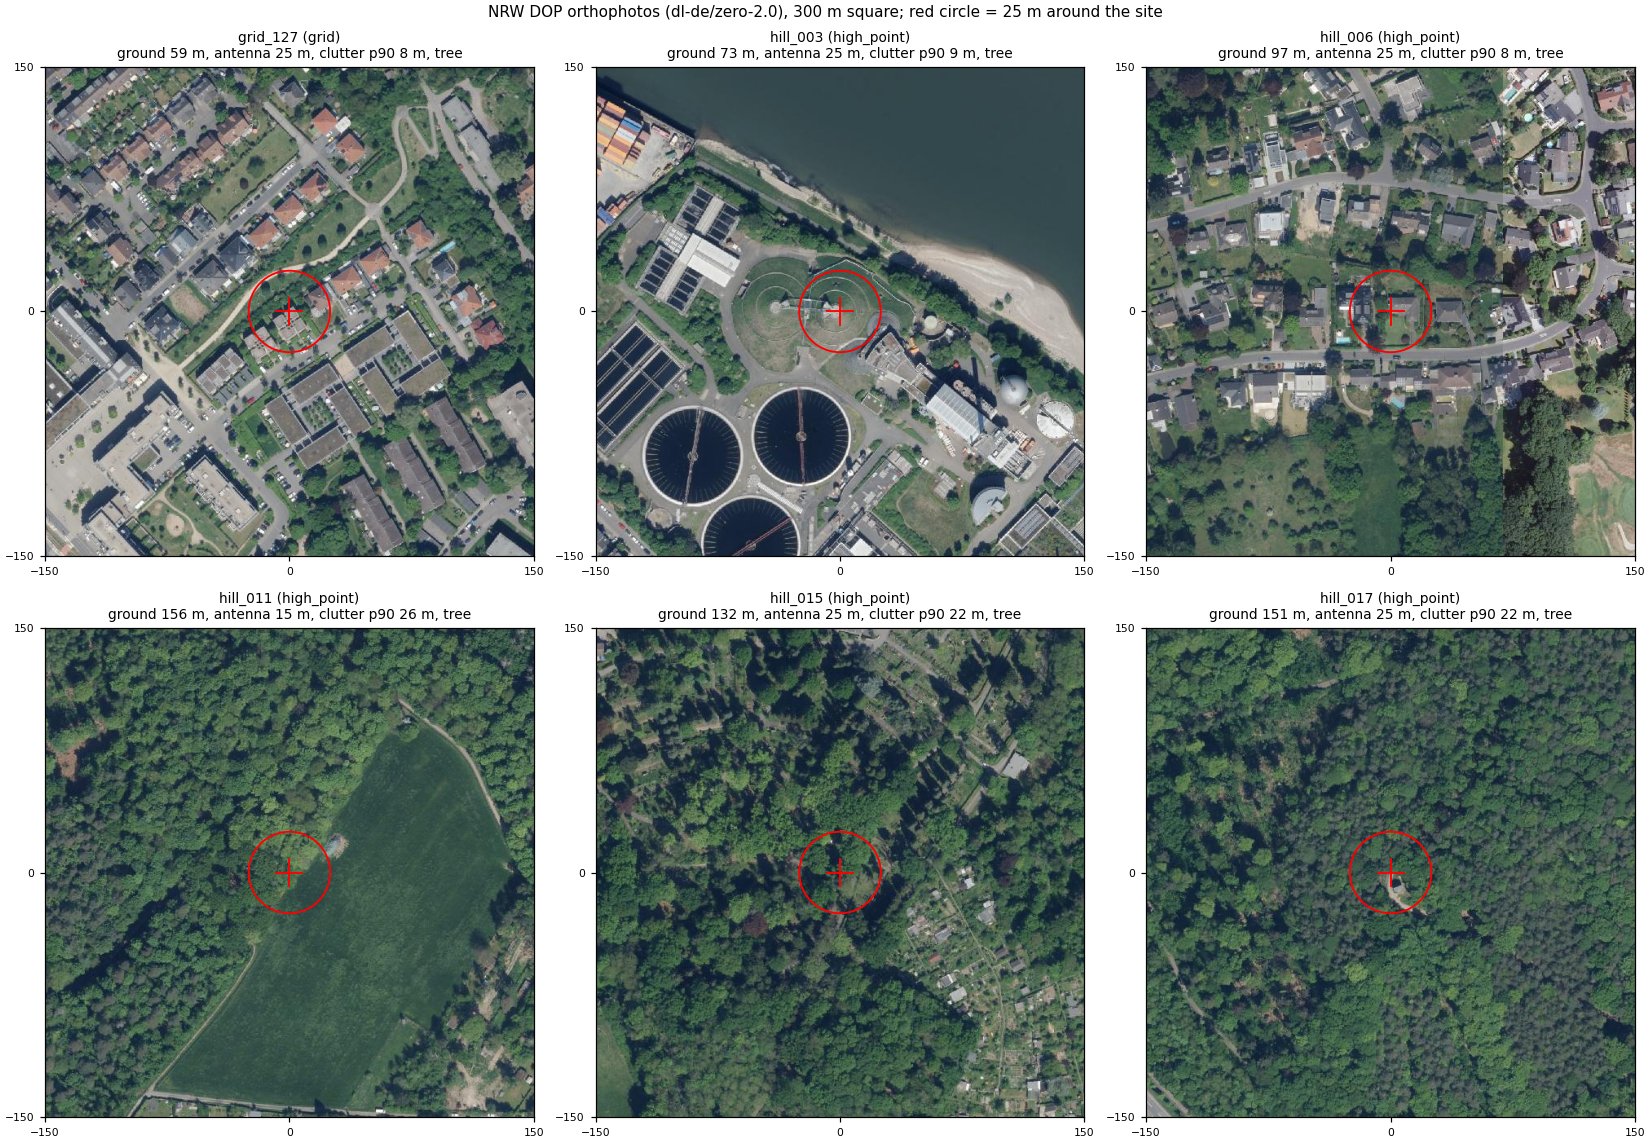 NRW DOP orthophotos (dl-de/zero-2.0), 300 m square; red circle = 25 m around the site
grid_127 (grid)
ground 59 m, antenna 25 m, clutter p90 8 m, tree
150
0
−150
−150
0
150
hill_003 (high_point)
ground 73 m, antenna 25 m, clutter p90 9 m, tree
150
0
−150
−150
0
150
hill_006 (high_point)
ground 97 m, antenna 25 m, clutter p90 8 m, tree
150
0
−150
−150
0
150
hill_011 (high_point)
ground 156 m, antenna 15 m, clutter p90 26 m, tree
150
0
−150
−150
0
150
hill_015 (high_point)
ground 132 m, antenna 25 m, clutter p90 22 m, tree
150
0
−150
−150
0
150
hill_017 (high_point)
ground 151 m, antenna 25 m, clutter p90 22 m, tree
150
0
−150
−150
0
150